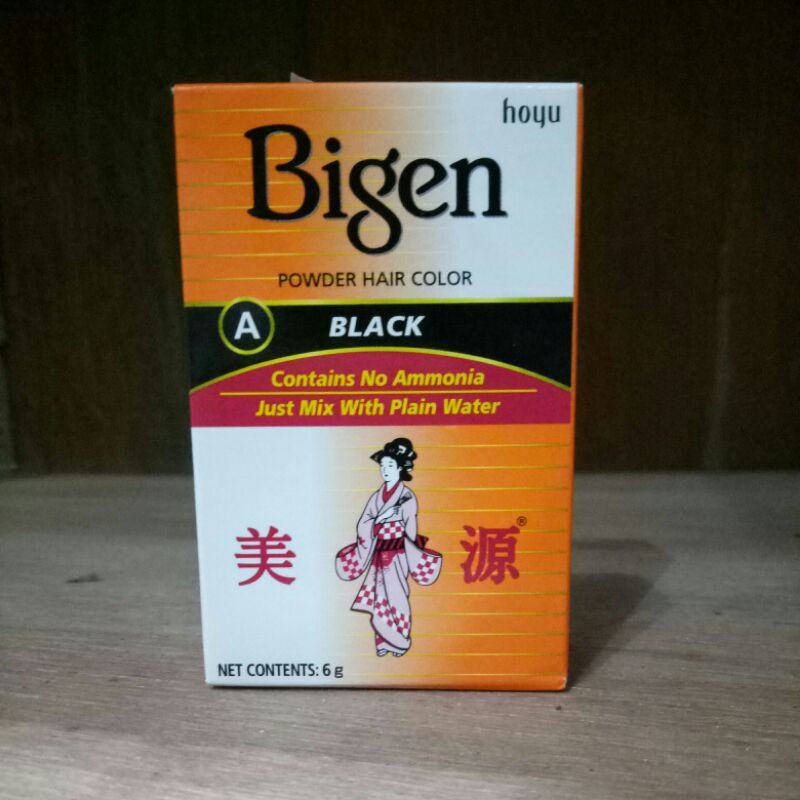 hoyu
Bigen
POWDER HAIR COLOR
A BLACK
Contains No Ammonia
Just Mix With Plain Water
美 源®
NET CONTENTS: 6 g